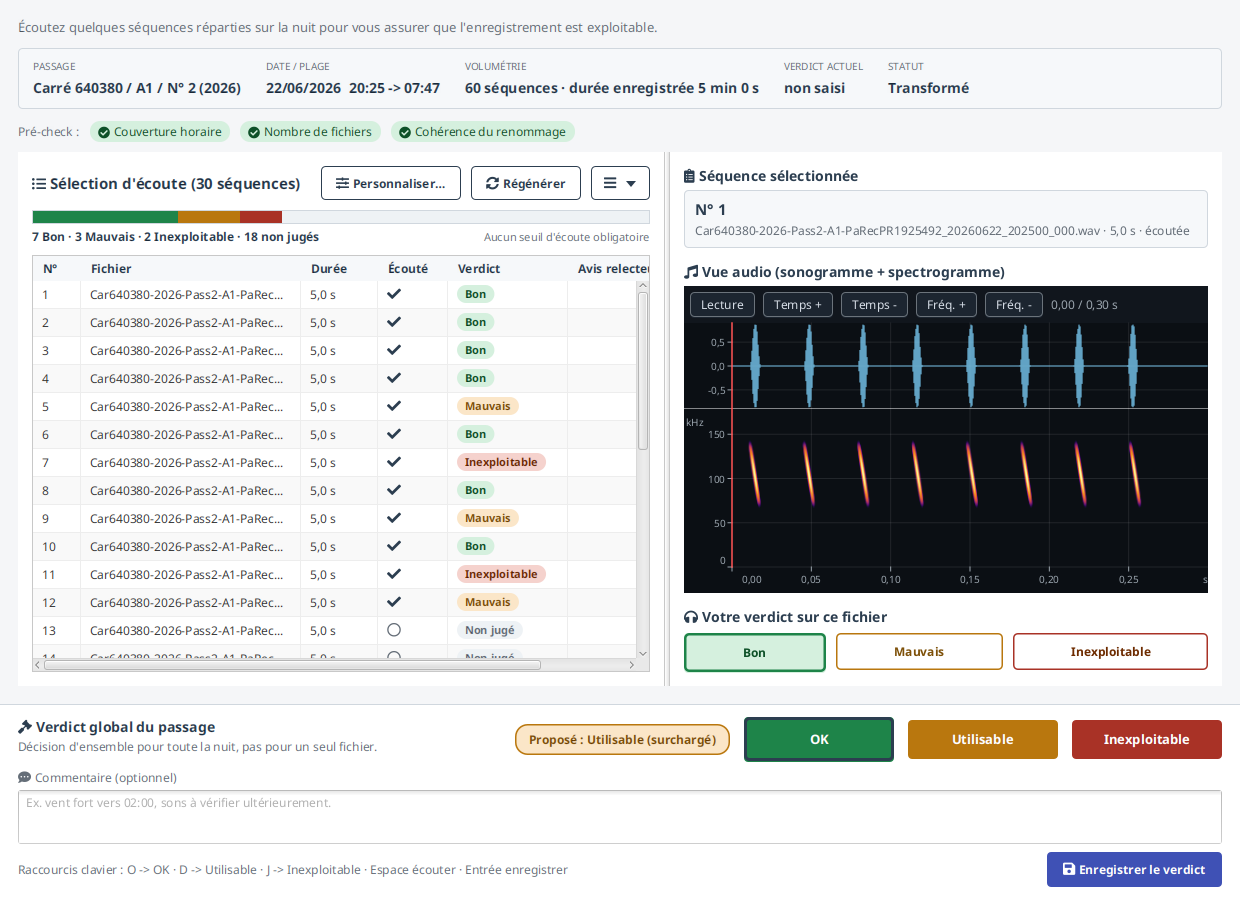 Écoutez quelques séquences réparties sur la nuit pour vous assurer que l'enregistrement est exploitable.
PASSAGE
Carré 640380 / A1 / N° 2 (2026)
DATE / PLAGE
22/06/2026  20:25 -> 07:47
VOLUMÉTRIE
60 séquences · durée enregistrée 5 min 0 s
VERDICT ACTUEL
non saisi
STATUT
Transformé
Pré-check :  Couverture horaire  Nombre de fichiers  Cohérence du renommage
Sélection d'écoute (30 séquences)  Personnaliser...  Régénérer
7 Bon · 3 Mauvais · 2 Inexploitable · 18 non jugés  Aucun seuil d'écoute obligatoire
N°  Fichier  Durée  Écouté  Verdict  Avis relecteu
1  Car640380-2026-Pass2-A1-PaRec...  5,0 s  Bon
2  Car640380-2026-Pass2-A1-PaRec...  5,0 s  Bon
3  Car640380-2026-Pass2-A1-PaRec...  5,0 s  Bon
4  Car640380-2026-Pass2-A1-PaRec...  5,0 s  Bon
5  Car640380-2026-Pass2-A1-PaRec...  5,0 s  Mauvais
6  Car640380-2026-Pass2-A1-PaRec...  5,0 s  Bon
7  Car640380-2026-Pass2-A1-PaRec...  5,0 s  Inexploitable
8  Car640380-2026-Pass2-A1-PaRec...  5,0 s  Bon
9  Car640380-2026-Pass2-A1-PaRec...  5,0 s  Mauvais
10  Car640380-2026-Pass2-A1-PaRec...  5,0 s  Bon
11  Car640380-2026-Pass2-A1-PaRec...  5,0 s  Inexploitable
12  Car640380-2026-Pass2-A1-PaRec...  5,0 s  Mauvais
13  Car640380-2026-Pass2-A1-PaRec...  5,0 s  Non jugé
14  Car640380-2026-Pass2-A1-PaRec...  5,0 s  Non jugé
Séquence sélectionnée
N° 1
Car640380-2026-Pass2-A1-PaRecPR1925492_20260622_202500_000.wav · 5,0 s · écoutée
Vue audio (sonogramme + spectrogramme)
Lecture  Temps +  Temps -  Fréq. +  Fréq. -  0,00 / 0,30 s
0,5
0,0
-0,5
kHz
150
100
50
0
0,00  0,05  0,10  0,15  0,20  0,25  s
Votre verdict sur ce fichier
Bon  Mauvais  Inexploitable
Verdict global du passage
Décision d'ensemble pour toute la nuit, pas pour un seul fichier.
Proposé : Utilisable (surchargé)  OK  Utilisable  Inexploitable
Commentaire (optionnel)
Ex. vent fort vers 02:00, sons à vérifier ultérieurement.
Raccourcis clavier : O -> OK · D -> Utilisable · J -> Inexploitable · Espace écouter · Entrée enregistrer
Enregistrer le verdict